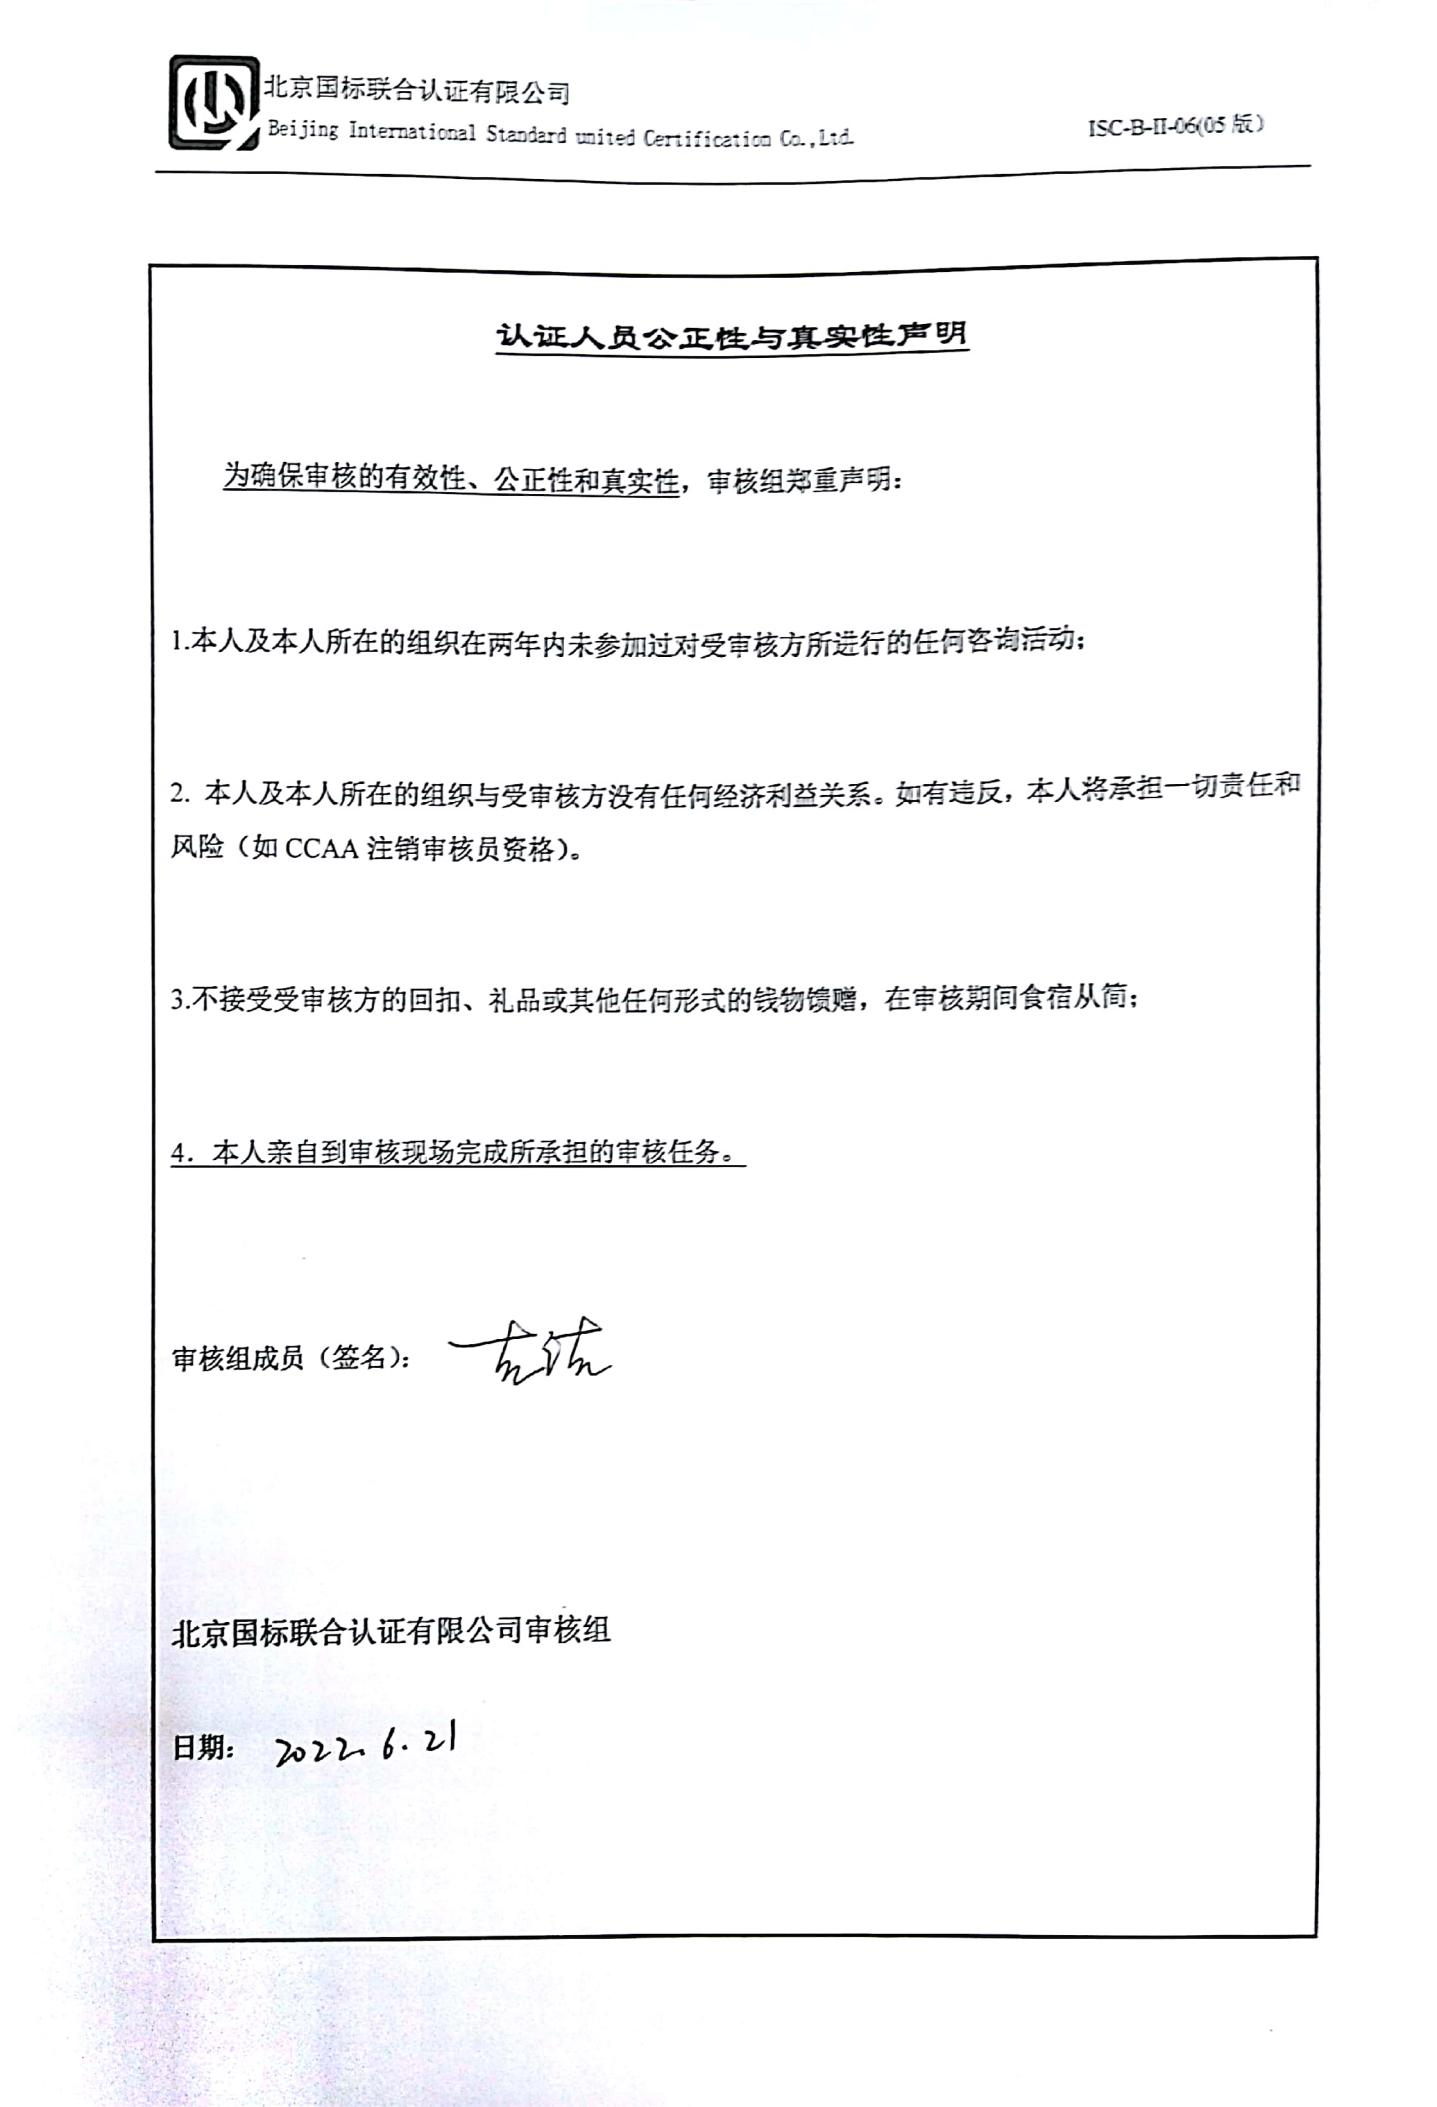 北京国标联合认证有限公司
Beijing International Standard united Certification Co.,Ltd.
ISC-B-II-06(05版)
认证人员公正性与真实性声明
为确保审核的有效性、公正性和真实性，审核组郑重声明：
1.本人及本人所在的组织在两年内未参加过对受审核方所进行的任何咨询活动；
2. 本人及本人所在的组织与受审核方没有任何经济利益关系。如有违反，本人将承担一切责任和
风险（如 CCAA 注销审核员资格）。
3.不接受受审核方的回扣、礼品或其他任何形式的钱物馈赠，在审核期间食宿从简；
4. 本人亲自到审核现场完成所承担的审核任务。
审核组成员（签名）：
北京国标联合认证有限公司审核组
日期： 2022.6.21